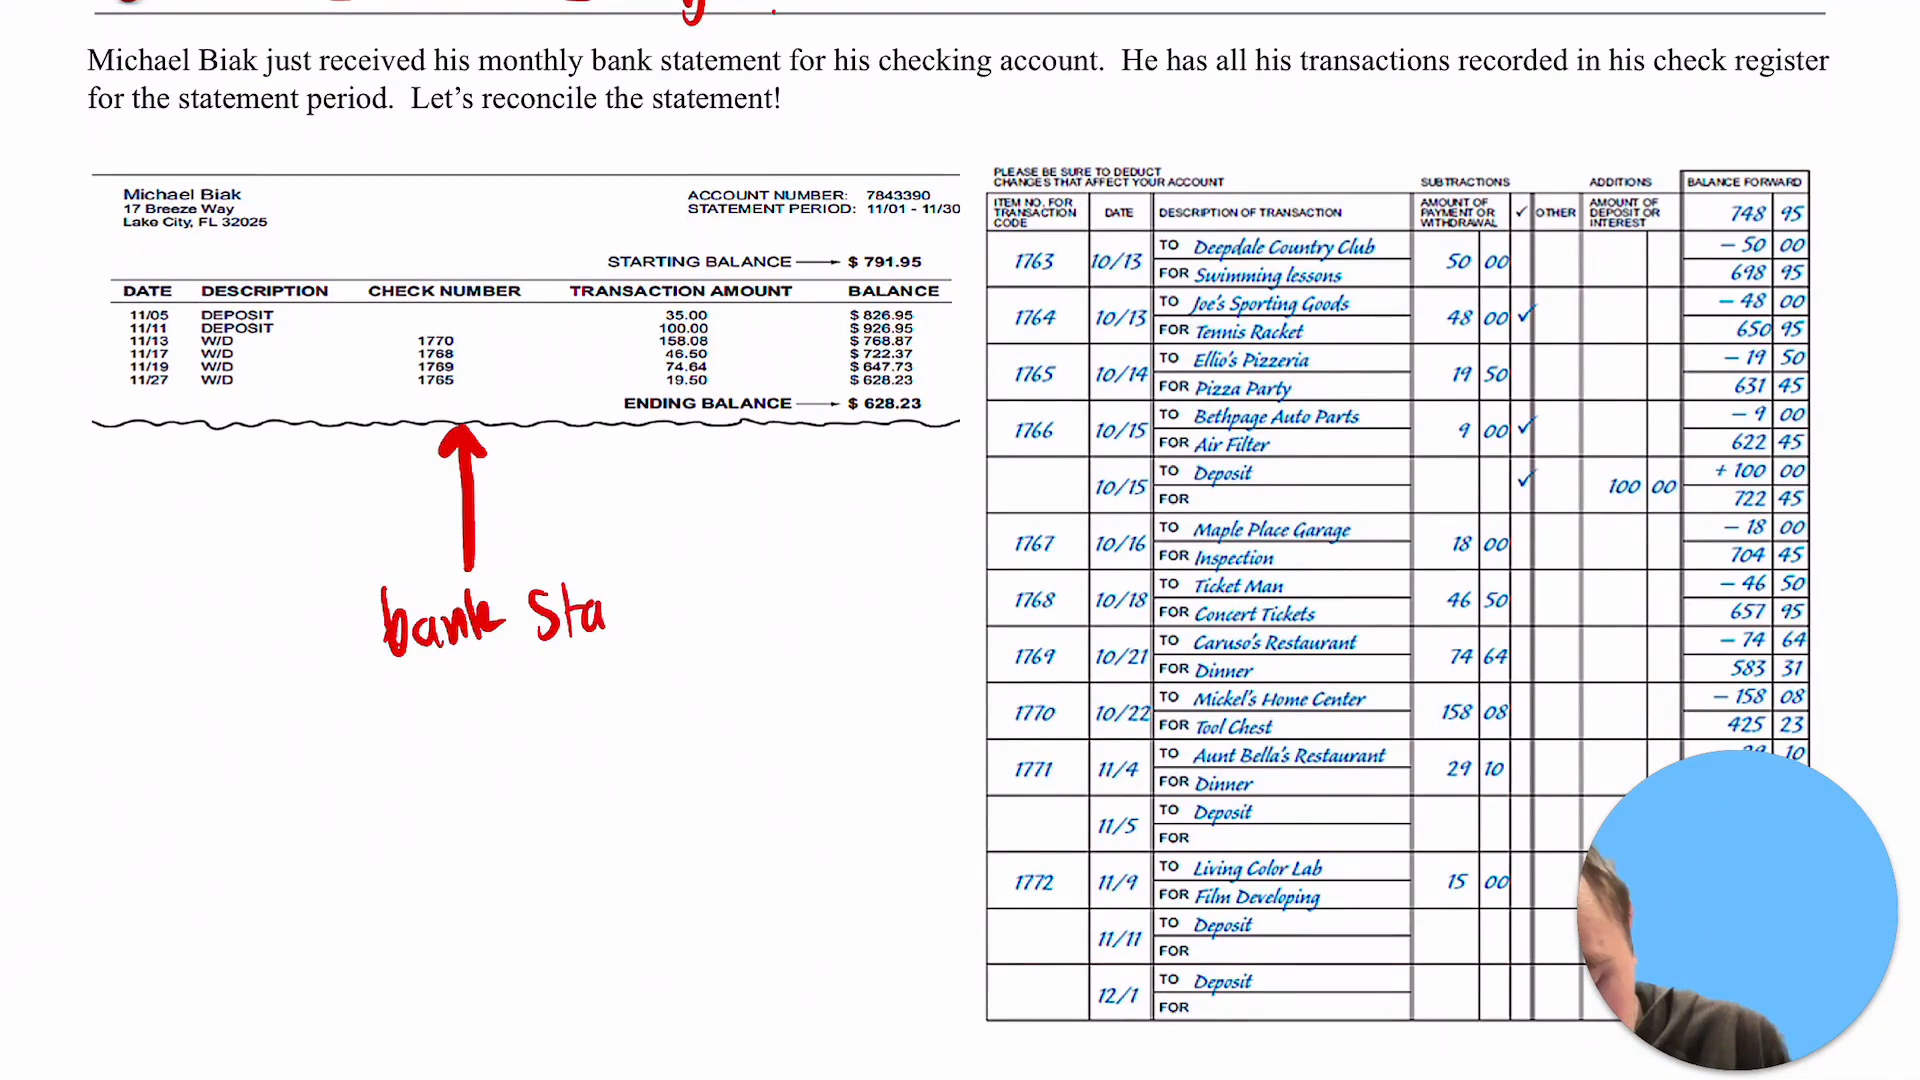 Michael Biak just received his monthly bank statement for his checking account. He has all his transactions recorded in his check register
for the statement period. Let’s reconcile the statement!
Michael Biak
17 Breeze Way
Lake City, FL 32025
ACCOUNT NUMBER: 7843390
STATEMENT PERIOD: 11/01 - 11/30
STARTING BALANCE $ 791.95
DATE DESCRIPTION CHECK NUMBER TRANSACTION AMOUNT BALANCE
11/05 DEPOSIT 35.00 $ 826.95
11/11 DEPOSIT 100.00 $ 926.95
11/13 W/D 1770 158.08 $ 768.87
11/17 W/D 1768 46.50 $ 722.37
11/19 W/D 1769 74.64 $ 647.73
11/27 W/D 1765 19.50 $ 628.23
ENDING BALANCE $ 628.23
bank sta
PLEASE BE SURE TO DEDUCT
CHANGES THAT AFFECT YOUR ACCOUNT SUBTRACTIONS ADDITIONS BALANCE FORWARD
ITEM NO. FOR TRANSACTION CODE DATE DESCRIPTION OF TRANSACTION AMOUNT OF PAYMENT OR WITHDRAWAL ✓ OTHER AMOUNT OF DEPOSIT OR INTEREST 748 95
1763 10/13 TO Deepdale Country Club 50 00 – 50 00
FOR Swimming lessons 698 95
1764 10/13 TO Joe's Sporting Goods 48 00 ✓ – 48 00
FOR Tennis Racket 650 95
1765 10/14 TO Ellio's Pizzeria 19 50 – 19 50
FOR Pizza Party 631 45
1766 10/15 TO Bethpage Auto Parts 9 00 ✓ – 9 00
FOR Air Filter 622 45
10/15 TO Deposit ✓ 100 00 + 100 00
FOR 722 45
1767 10/16 TO Maple Place Garage 18 00 – 18 00
FOR Inspection 704 45
1768 10/18 TO Ticket Man 46 50 – 46 50
FOR Concert Tickets 657 95
1769 10/21 TO Caruso's Restaurant 74 64 – 74 64
FOR Dinner 583 31
1770 10/22 TO Mickel's Home Center 158 08 – 158 08
FOR Tool Chest 425 23
1771 11/4 TO Aunt Bella's Restaurant 29 10 10
FOR Dinner
11/5 TO Deposit
FOR
1772 11/9 TO Living Color Lab 15 00
FOR Film Developing
11/11 TO Deposit
FOR
12/1 TO Deposit
FOR